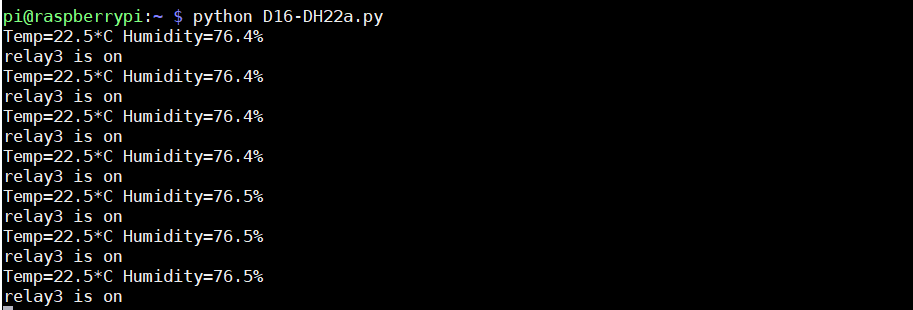 pi@raspberrypi:~ $ python D16-DH22a.py
Temp=22.5*C Humidity=76.4%
relay3 is on
Temp=22.5*C Humidity=76.4%
relay3 is on
Temp=22.5*C Humidity=76.4%
relay3 is on
Temp=22.5*C Humidity=76.4%
relay3 is on
Temp=22.5*C Humidity=76.5%
relay3 is on
Temp=22.5*C Humidity=76.5%
relay3 is on
Temp=22.5*C Humidity=76.5%
relay3 is on